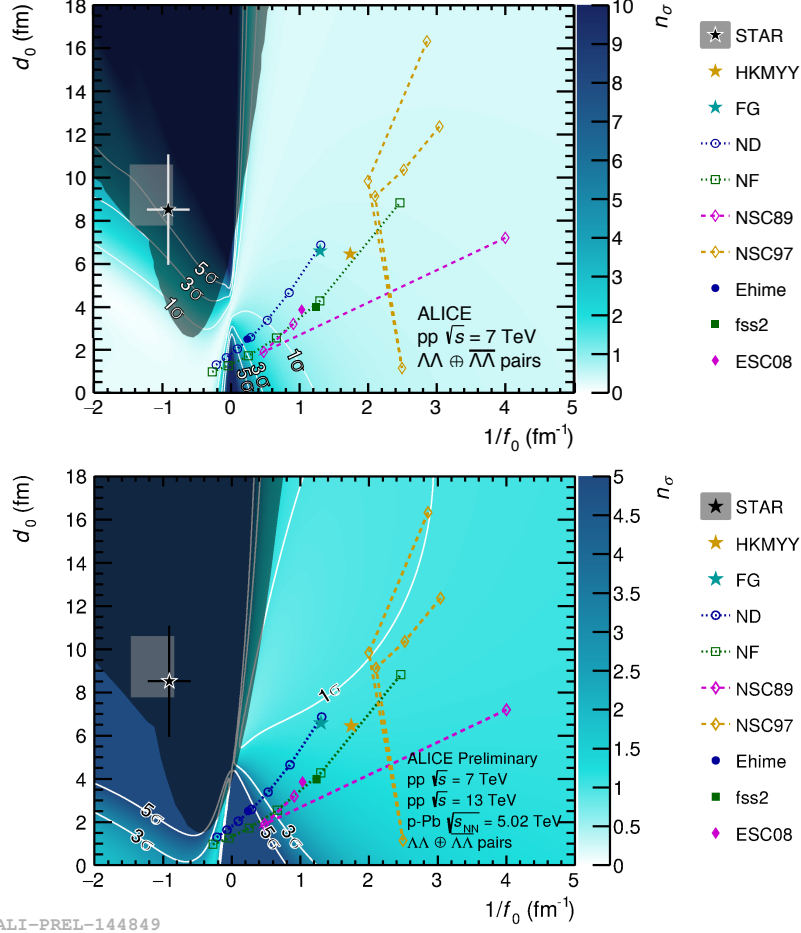 18
16
14
12
10
8
6
4
2
0
d0 (fm)
−2 −1 0 1 2 3 4 5
1/f0 (fm-1)
1σ
3σ
5σ
5σ
3σ
1σ
ALICE
pp √s = 7 TeV
ΛΛ ⊕ Λ̅Λ̅ pairs
10
9
8
7
6
5
4
3
2
1
0
nσ
STAR
HKMYY
FG
ND
NF
NSC89
NSC97
Ehime
fss2
ESC08
18
16
14
12
10
8
6
4
2
0
d0 (fm)
−2 −1 0 1 2 3 4 5
1/f0 (fm-1)
1σ
5σ
3σ
5σ
3σ
ALICE Preliminary
pp √s = 7 TeV
pp √s = 13 TeV
p-Pb √sNN = 5.02 TeV
ΛΛ ⊕ Λ̅Λ̅ pairs
5
4.5
4
3.5
3
2.5
2
1.5
1
0.5
0
nσ
STAR
HKMYY
FG
ND
NF
NSC89
NSC97
Ehime
fss2
ESC08
ALI−PREL−144849